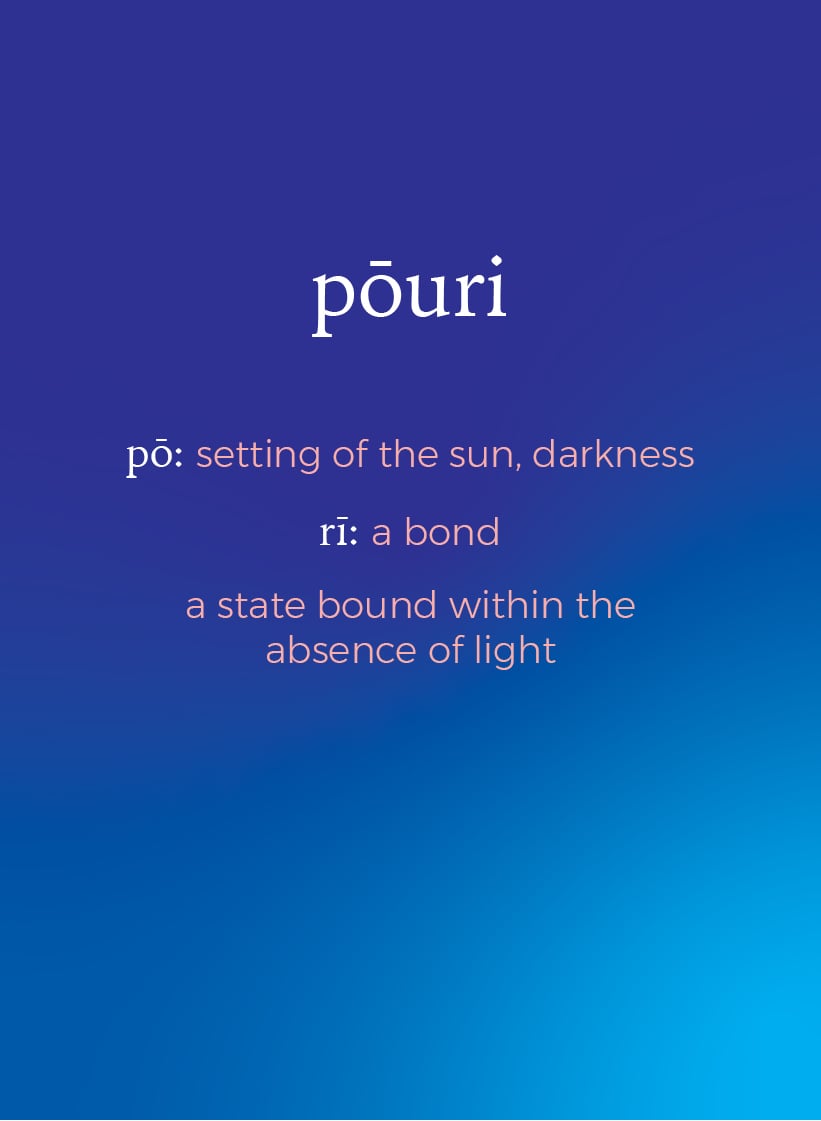 pōuri
pō: setting of the sun, darkness
rī: a bond
a state bound within the
absence of light